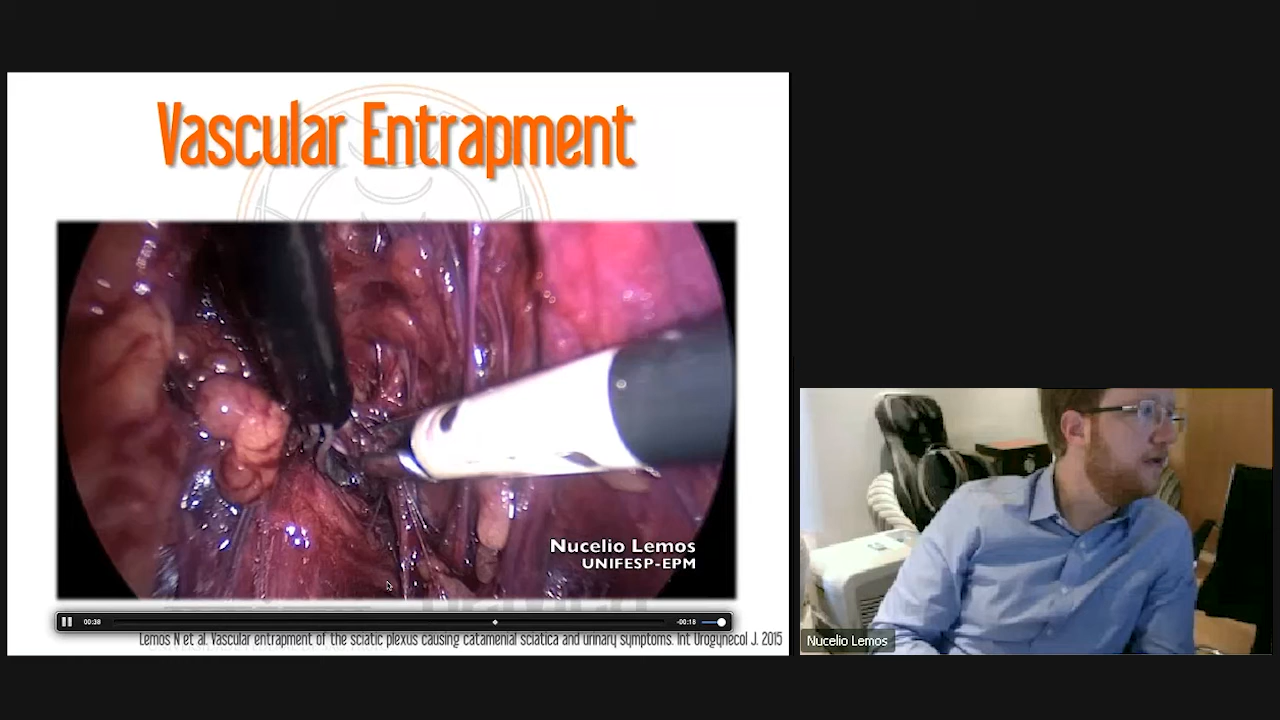 Vascular Entrapment
Nucelio Lemos
UNIFESP-EPM
00:38
-00:18
Lemos N et al. Vascular entrapment of the sciatic plexus causing catamenial sciatica and urinary symptoms. Int Urogynecol J. 2015
Nucelio Lemos